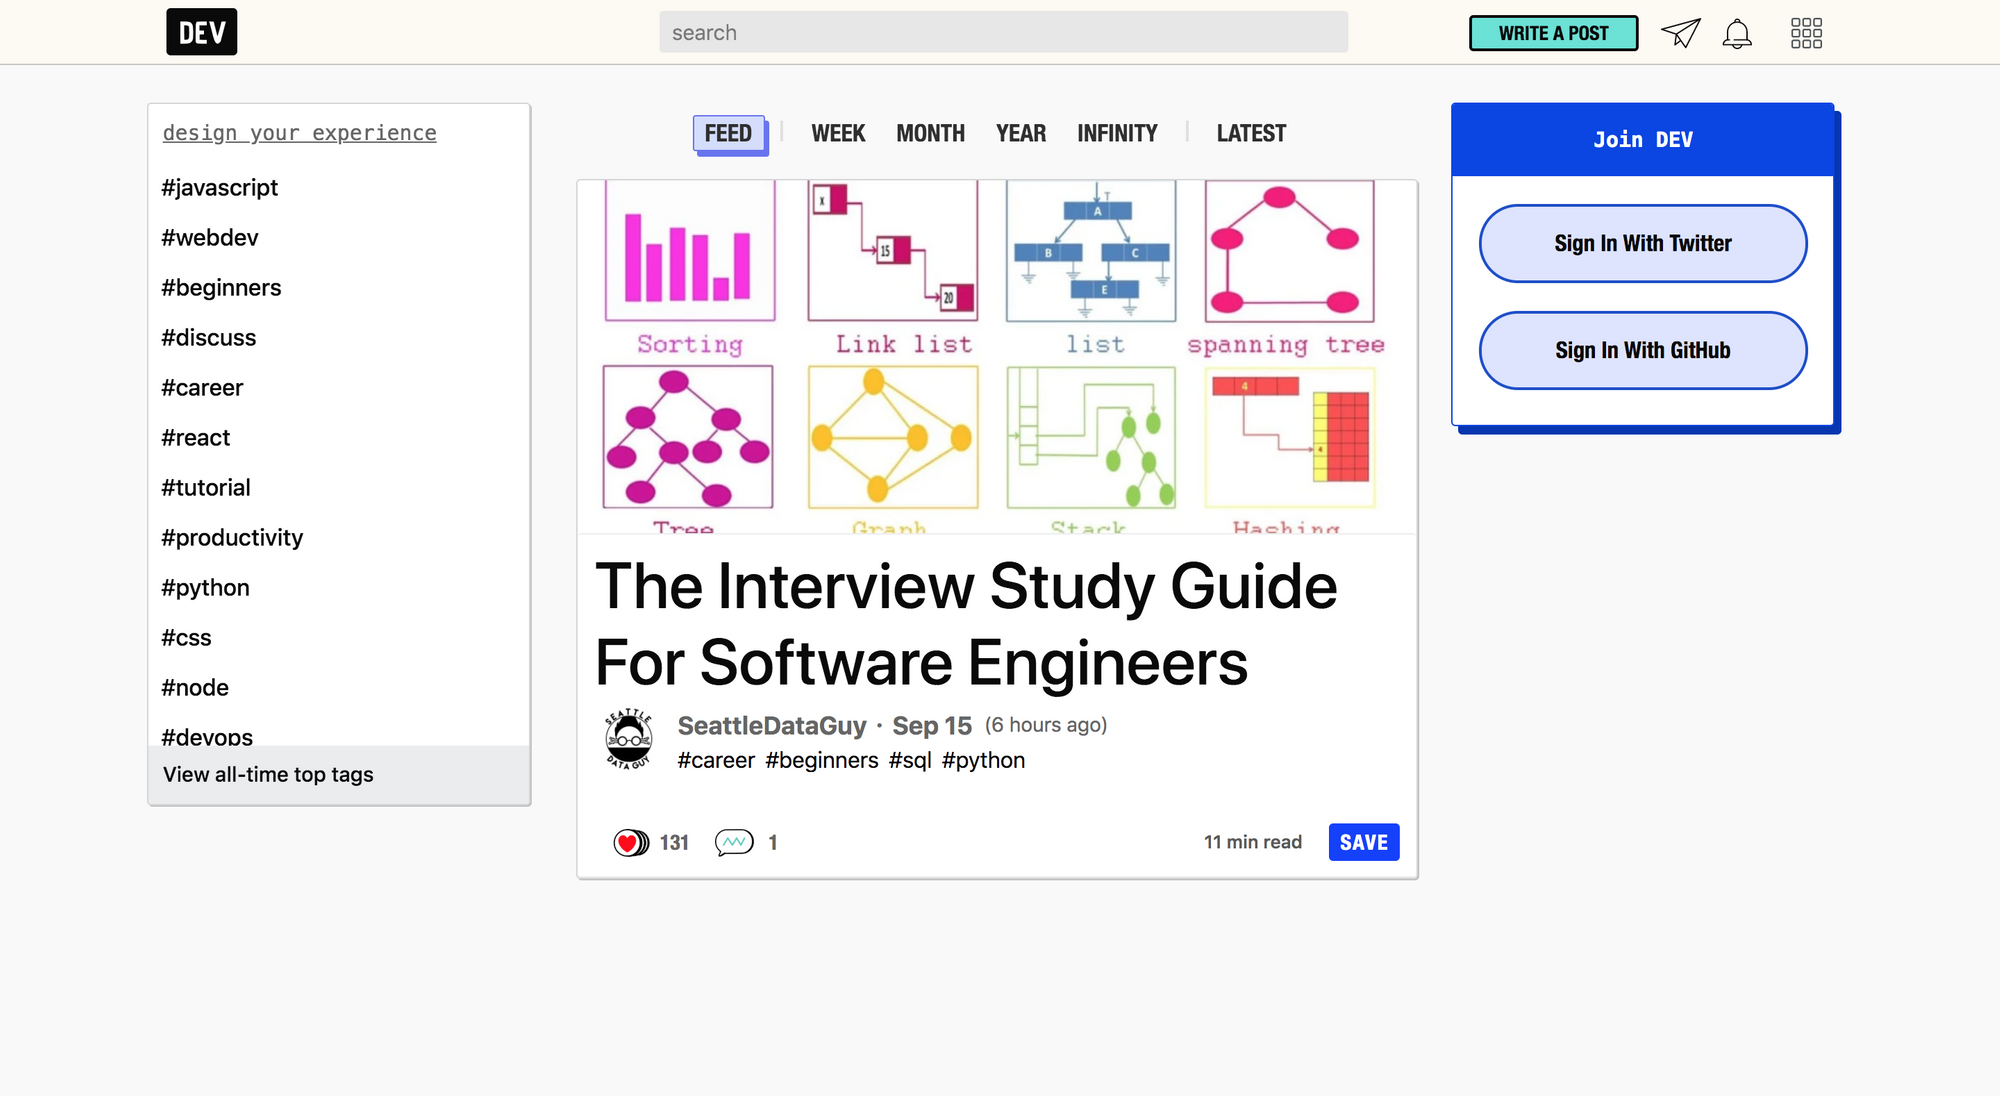 DEV
search
WRITE A POST
design your experience
#javascript
#webdev
#beginners
#discuss
#career
#react
#tutorial
#productivity
#python
#css
#node
#devops
View all-time top tags
FEED
WEEK
MONTH
YEAR
INFINITY
LATEST
X
15
20
T
A
B
C
E
Sorting
Link list
list
spanning tree
4
4
Tree
Graph
Stack
Hashing
The Interview Study Guide
For Software Engineers
SEATTLE
DATA GUY
SeattleDataGuy · Sep 15 (6 hours ago)
#career #beginners #sql #python
131
1
11 min read
SAVE
Join DEV
Sign In With Twitter
Sign In With GitHub